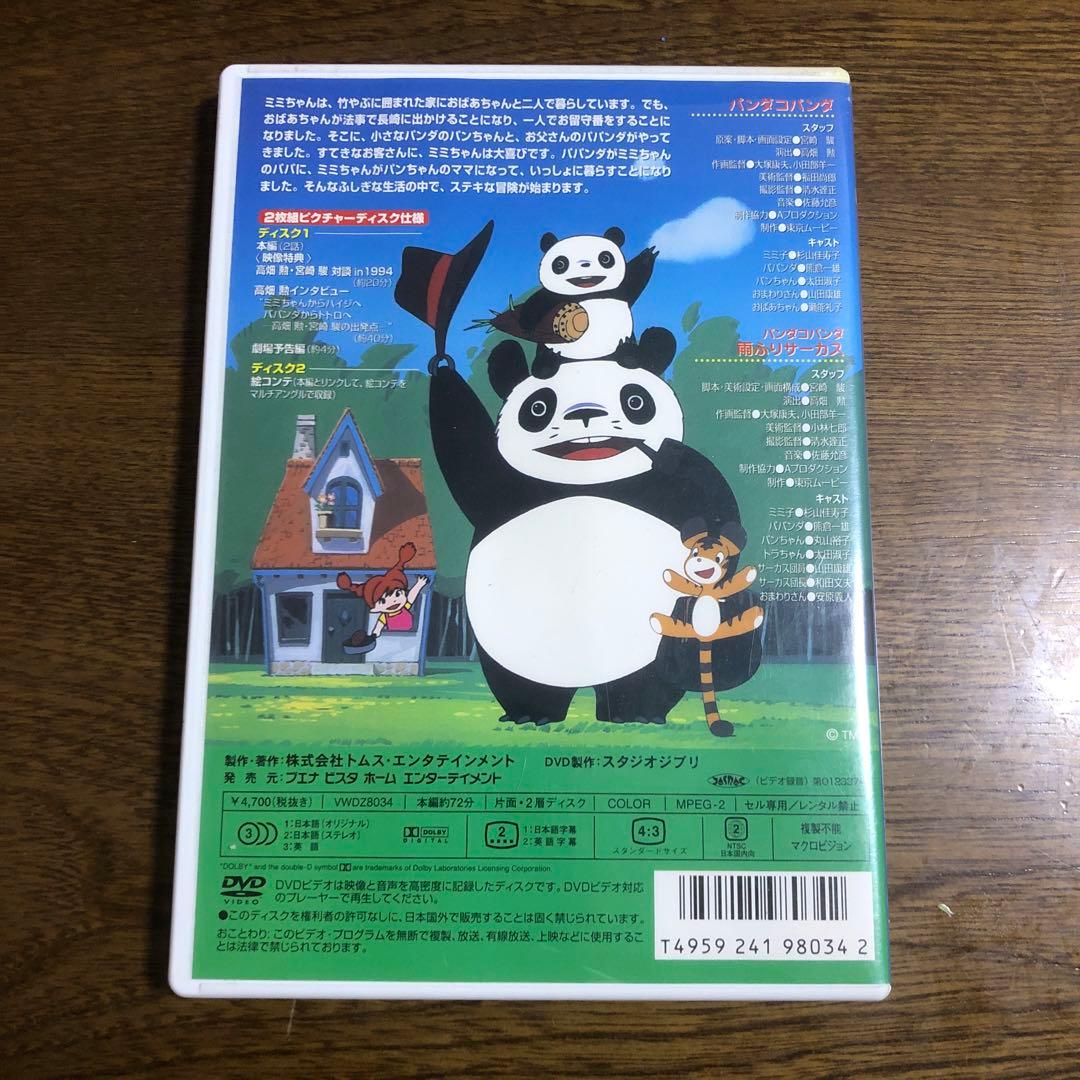 ミミちゃんは、竹やぶに囲まれた家におばあちゃんと二人で暮らしています。でも、
おばあちゃんが法事で長崎に出かけることになり、一人でお留守番をすることに
なりました。そこに、小さなパンダのパンちゃんと、お父さんのパパンダがやって
きました。すてきなお客さんに、ミミちゃんは大喜びです。パパンダがミミちゃん
のパパに、ミミちゃんがパンちゃんのママになって、いっしょに暮らすことになり
ました。そんなふしぎな生活の中で、ステキな冒険が始まります。
2枚組ピクチャーディスク仕様
ディスク1
本編(2話)
〈映像特典〉
高畑 勲・宮崎 駿 対談 in 1994
(約20分)
高畑 勲インタビュー
“ミミちゃんからハイジへ
パパンダからトトロへ
―高畑 勲・宮崎 駿の出発点―”
(約40分)
劇場予告編(約4分)
ディスク2
絵コンテ(本編とリンクして、絵コンテを
マルチアングルで収録)
パンダコパンダ
スタッフ
原案・脚本・画面設定●宮崎 駿
演出●高畑 勲
作画監督●大塚康夫、小田部羊一
美術監督●福田尚郎
撮影監督●清水達正
音楽●佐藤允彦
制作協力●Aプロダクション
制作●東京ムービー
キャスト
ミミ子●杉山佳寿子
パパンダ●熊倉一雄
パンちゃん●太田淑子
おまわりさん●山田康雄
おばあちゃん●瀬能礼子
パンダコパンダ
雨ふりサーカス
スタッフ
脚本・美術設定・画面構成●宮崎 駿
演出●高畑 勲
作画監督●大塚康夫、小田部羊一
美術監督●小林七郎
撮影監督●清水達正
音楽●佐藤允彦
制作協力●Aプロダクション
制作●東京ムービー
キャスト
ミミ子●杉山佳寿子
パパンダ●熊倉一雄
パンちゃん●丸山裕子
トラちゃん●太田淑子
サーカス団員●山田康雄
サーカス団長●和田文夫
おまわりさん●安原義人
© TM
製作・著作:株式会社トムス・エンタテインメント DVD製作:スタジオジブリ
発 売 元:ブエナ ビスタ ホーム エンターテイメント
JASRAC (ビデオ録音)
¥4,700(税抜き) VWDZ8034 本編約72分 片面・2層ディスク COLOR MPEG-2 セル専用/レンタル禁止
3 1:日本語(オリジナル)
2:日本語(ステレオ)
3:英 語
DOLBY
DIGITAL
2 1:日本語字幕
2:英 語 字 幕
4:3
スタンダードサイズ
2
NTSC
日本国内向
複製不能
マクロビジョン
"DOLBY" and the double-D symbol are trademarks of Dolby Laboratories Licensing Corporation.
DVD
VIDEO
DVDビデオは映像と音声を高密度に記録したディスクです。DVDビデオ対応
のプレーヤーで再生してください。
●このディスクを権利者の許可なしに、日本国外で販売することは固く禁じられています。
おことわり:このビデオ・プログラムを無断で複製、放送、有線放送、上映などに使用するこ
とは法律で禁じられております。
T4959 241 98034 2